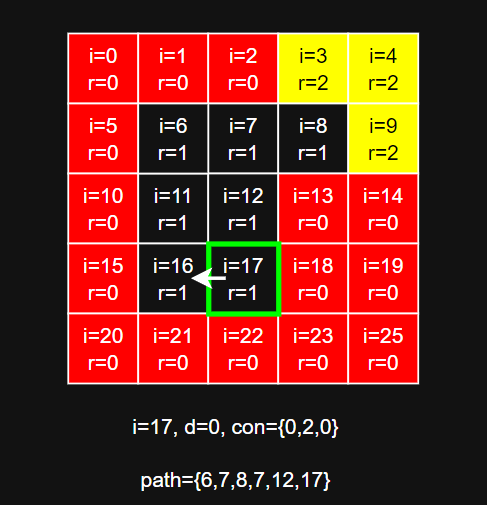 i=0 i=1 i=2 i=3 i=4
r=0 r=0 r=0 r=2 r=2
i=5 i=6 i=7 i=8 i=9
r=0 r=1 r=1 r=1 r=2
i=10 i=11 i=12 i=13 i=14
r=0 r=1 r=1 r=0 r=0
i=15 i=16 i=17 i=18 i=19
r=0 r=1 r=1 r=0 r=0
i=20 i=21 i=22 i=23 i=25
r=0 r=0 r=0 r=0 r=0
i=17, d=0, con={0,2,0}
path={6,7,8,7,12,17}